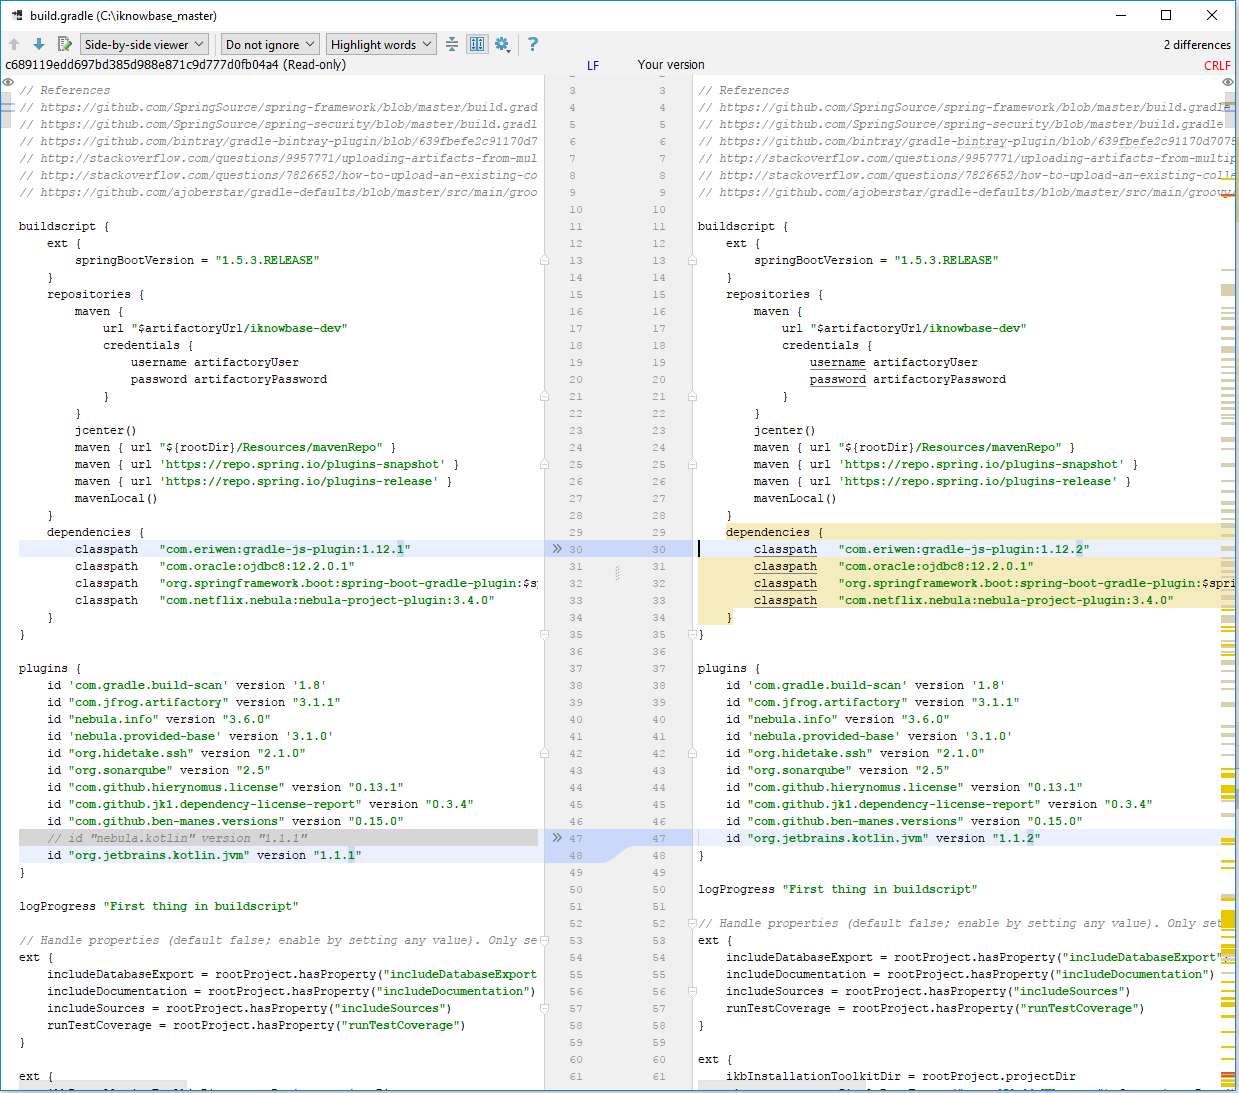 build.gradle (C:\iknowbase_master)
Side-by-side viewer Do not ignore Highlight words ? 2 differences
c689119edd697bd385d988e871c9d777d0fb04a4 (Read-only) LF Your version CRLF
// References 3 3 // References
// https://github.com/SpringSource/spring-framework/blob/master/build.grad 4 4 // https://github.com/SpringSource/spring-framework/blob/master/build.gradle
// https://github.com/SpringSource/spring-security/blob/master/build.gradl 5 5 // https://github.com/SpringSource/spring-security/blob/master/build.gradle
// https://github.com/bintray/gradle-bintray-plugin/blob/639fbefe2c91170d7 6 6 // https://github.com/bintray/gradle-bintray-plugin/blob/639fbefe2c91170d7075
// http://stackoverflow.com/questions/9957771/uploading-artifacts-from-mul 7 7 // http://stackoverflow.com/questions/9957771/uploading-artifacts-from-multip
// http://stackoverflow.com/questions/7826652/how-to-upload-an-existing-co 8 8 // http://stackoverflow.com/questions/7826652/how-to-upload-an-existing-colle
// https://github.com/ajoberstar/gradle-defaults/blob/master/src/main/groo 9 9 // https://github.com/ajoberstar/gradle-defaults/blob/master/src/main/groovy/
10 10
buildscript { 11 11 buildscript {
ext { 12 12 ext {
springBootVersion = "1.5.3.RELEASE" 13 13 springBootVersion = "1.5.3.RELEASE"
} 14 14 }
repositories { 15 15 repositories {
maven { 16 16 maven {
url "$artifactoryUrl/iknowbase-dev" 17 17 url "$artifactoryUrl/iknowbase-dev"
credentials { 18 18 credentials {
username artifactoryUser 19 19 username artifactoryUser
password artifactoryPassword 20 20 password artifactoryPassword
} 21 21 }
} 22 22 }
jcenter() 23 23 jcenter()
maven { url "${rootDir}/Resources/mavenRepo" } 24 24 maven { url "${rootDir}/Resources/mavenRepo" }
maven { url 'https://repo.spring.io/plugins-snapshot' } 25 25 maven { url 'https://repo.spring.io/plugins-snapshot' }
maven { url 'https://repo.spring.io/plugins-release' } 26 26 maven { url 'https://repo.spring.io/plugins-release' }
mavenLocal() 27 27 mavenLocal()
} 28 28 }
dependencies { 29 29 dependencies {
classpath "com.eriwen:gradle-js-plugin:1.12.1" » 30 30 classpath "com.eriwen:gradle-js-plugin:1.12.2"
classpath "com.oracle:ojdbc8:12.2.0.1" 31 31 classpath "com.oracle:ojdbc8:12.2.0.1"
classpath "org.springframework.boot:spring-boot-gradle-plugin:$sp 32 32 classpath "org.springframework.boot:spring-boot-gradle-plugin:$spri
classpath "com.netflix.nebula:nebula-project-plugin:3.4.0" 33 33 classpath "com.netflix.nebula:nebula-project-plugin:3.4.0"
} 34 34 }
} 35 35 }
36 36
plugins { 37 37 plugins {
id 'com.gradle.build-scan' version '1.8' 38 38 id 'com.gradle.build-scan' version '1.8'
id "com.jfrog.artifactory" version "3.1.1" 39 39 id "com.jfrog.artifactory" version "3.1.1"
id "nebula.info" version "3.6.0" 40 40 id "nebula.info" version "3.6.0"
id 'nebula.provided-base' version '3.1.0' 41 41 id 'nebula.provided-base' version '3.1.0'
id "org.hidetake.ssh" version "2.1.0" 42 42 id "org.hidetake.ssh" version "2.1.0"
id "org.sonarqube" version "2.5" 43 43 id "org.sonarqube" version "2.5"
id "com.github.hierynomus.license" version "0.13.1" 44 44 id "com.github.hierynomus.license" version "0.13.1"
id "com.github.jk1.dependency-license-report" version "0.3.4" 45 45 id "com.github.jk1.dependency-license-report" version "0.3.4"
id "com.github.ben-manes.versions" version "0.15.0" 46 46 id "com.github.ben-manes.versions" version "0.15.0"
// id "nebula.kotlin" version "1.1.1" » 47 47 id "org.jetbrains.kotlin.jvm" version "1.1.2"
id "org.jetbrains.kotlin.jvm" version "1.1.1" 48 48 }
} 49 49
50 50 logProgress "First thing in buildscript"
logProgress "First thing in buildscript" 51 51
52 52 // Handle properties (default false; enable by setting any value). Only set
// Handle properties (default false; enable by setting any value). Only se 53 53 ext {
ext { 54 54 includeDatabaseExport = rootProject.hasProperty("includeDatabaseExport")
includeDatabaseExport = rootProject.hasProperty("includeDatabaseExport 55 55 includeDocumentation = rootProject.hasProperty("includeDocumentation")
includeDocumentation = rootProject.hasProperty("includeDocumentation") 56 56 includeSources = rootProject.hasProperty("includeSources")
includeSources = rootProject.hasProperty("includeSources") 57 57 runTestCoverage = rootProject.hasProperty("runTestCoverage")
runTestCoverage = rootProject.hasProperty("runTestCoverage") 58 58 }
} 59 59
60 60 ext {
ext { 61 61 ikbInstallationToolkitDir = rootProject.projectDir